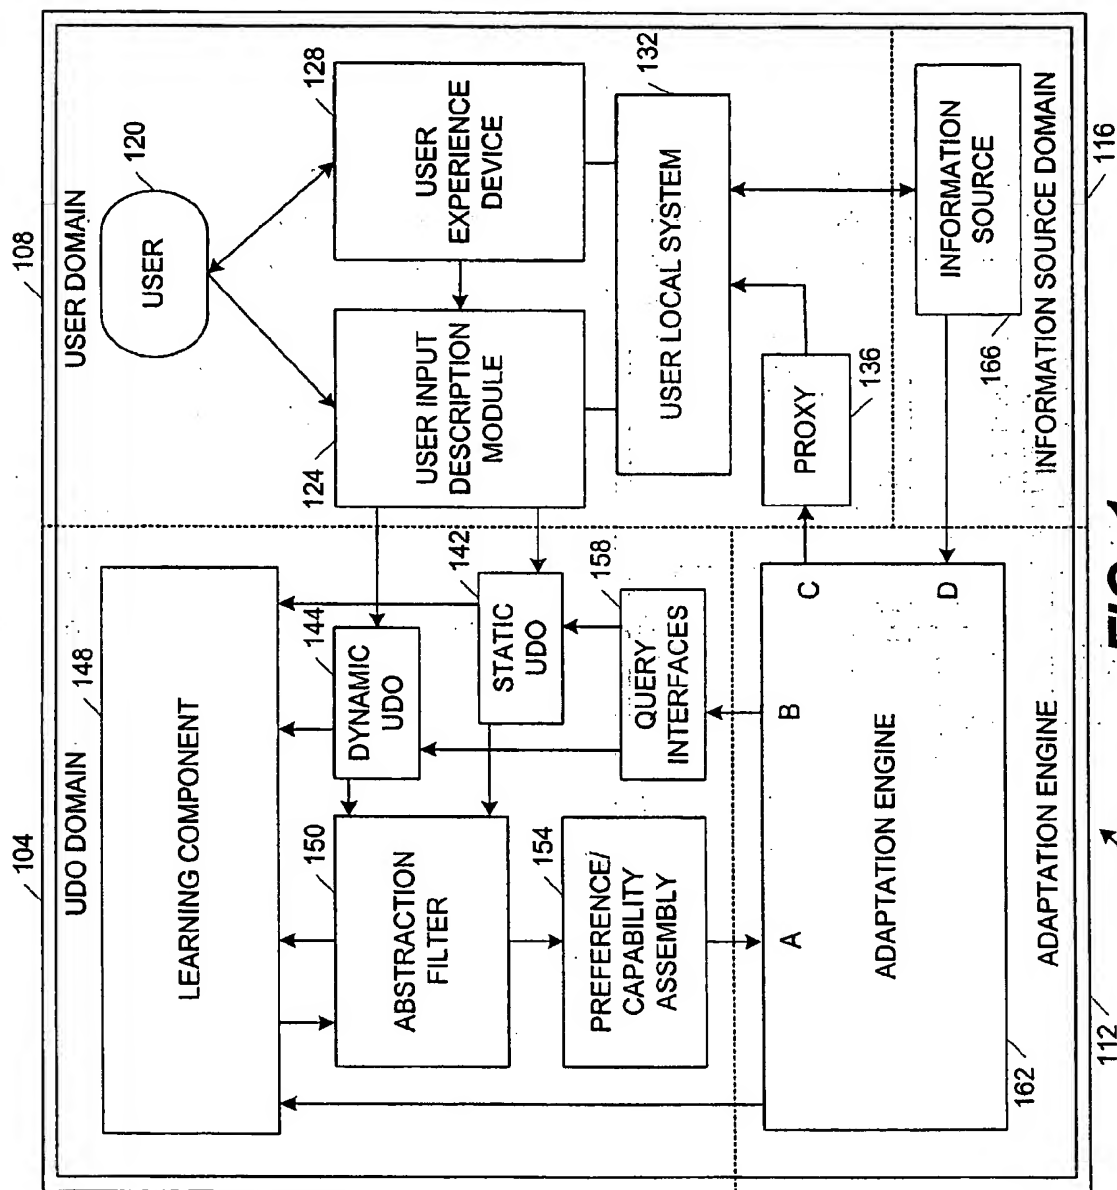 104
108
UDO DOMAIN
148
USER DOMAIN
120
USER
LEARNING COMPONENT
150
ABSTRACTION
FILTER
144
DYNAMIC
UDO
142
STATIC
UDO
124
USER INPUT
DESCRIPTION
MODULE
128
USER
EXPERIENCE
DEVICE
154
PREFERENCE/
CAPABILITY
ASSEMBLY
158
QUERY
INTERFACES
132
USER LOCAL SYSTEM
PROXY
136
A
B
C
D
ADAPTATION ENGINE
162
INFORMATION
SOURCE
166
ADAPTATION ENGINE
INFORMATION SOURCE DOMAIN
112
116